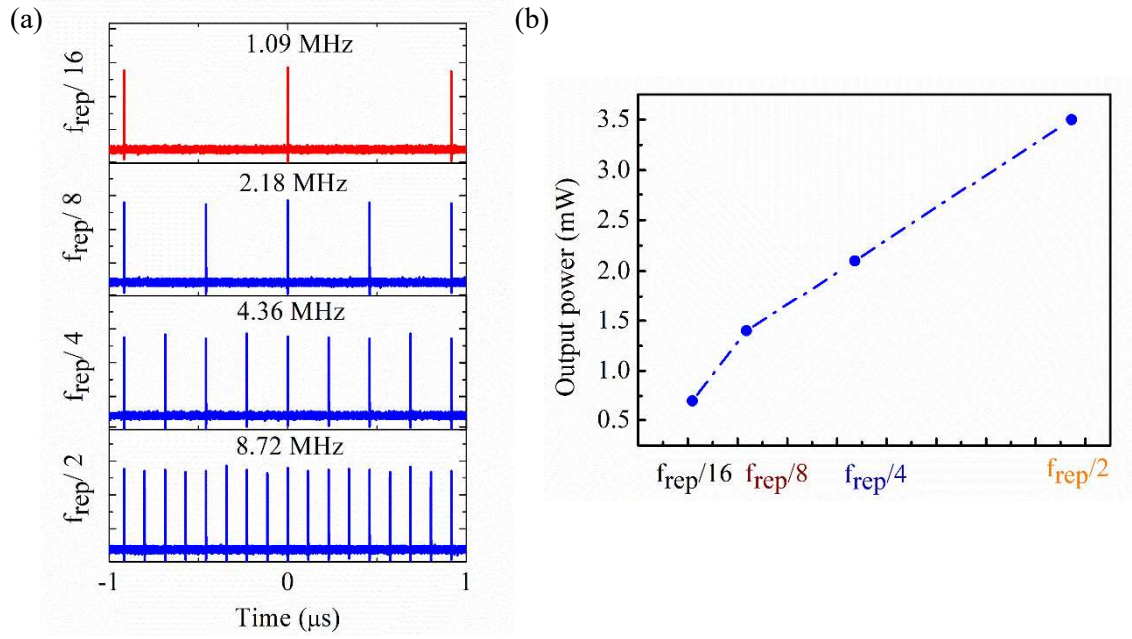 (a)
1.09 MHz
f_rep/ 16
2.18 MHz
f_rep/ 8
4.36 MHz
f_rep/ 4
8.72 MHz
f_rep/ 2
-1 0 1
Time (μs)
(b)
Output power (mW)
3.5
3.0
2.5
2.0
1.5
1.0
0.5
f_rep/16 f_rep/8 f_rep/4 f_rep/2